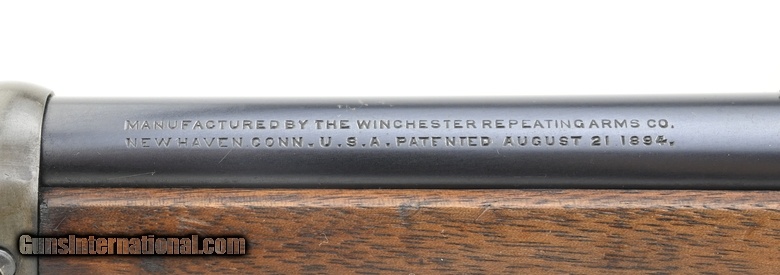 MANUFACTURED BY THE WINCHESTER REPEATING ARMS CO.
NEW HAVEN. CONN. U.S.A. PATENTED AUGUST 21 1894.
GunsInternational.com